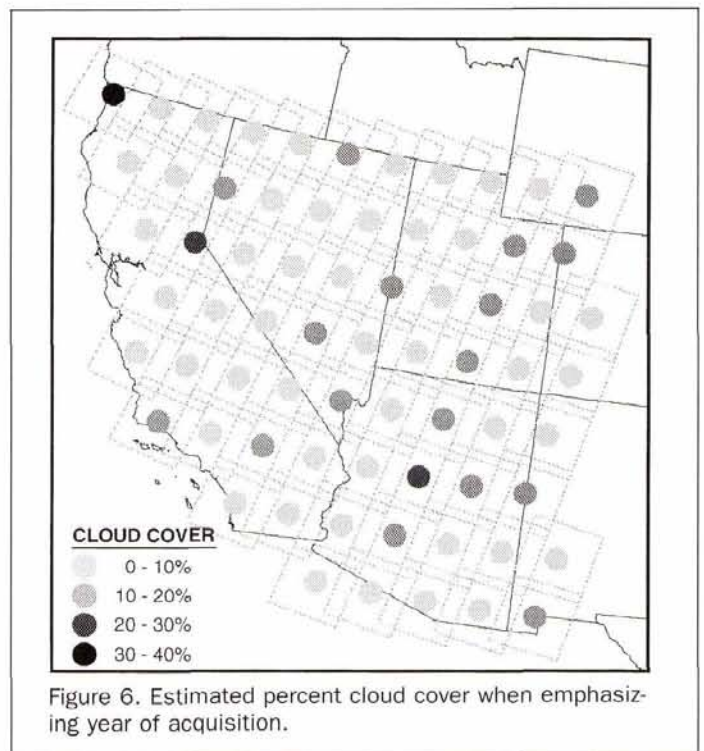 CLOUD COVER
0 - 10%
10 - 20%
20 - 30%
30 - 40%
Figure 6. Estimated percent cloud cover when emphasiz-
ing year of acquisition.